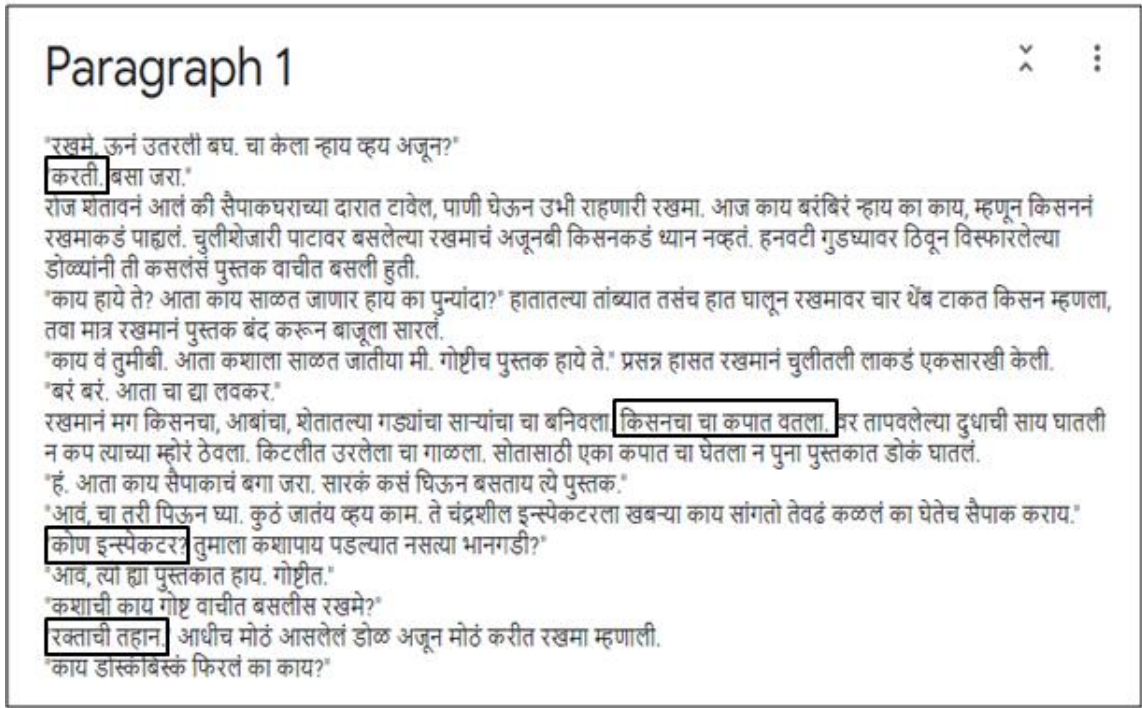 Paragraph 1
"रखमे. ऊनं उतरली बघ. चा केला न्हाय व्हय अजून?"
"करती. बसा जरा."
रोज शेतावनं आलं की सैपाकघराच्या दारात टावेल, पाणी घेऊन उभी राहणारी रखमा. आज काय बरंबिरं न्हाय का काय, म्हणून किसननं
रखमाकडं पाह्यलं. चुलीशेजारी पाटावर बसलेल्या रखमाचं अजूनबी किसनकडं ध्यान नव्हतं. हनवटी गुडघ्यावर ठिवून विस्फारलेल्या
डोळ्यांनी ती कसलंसं पुस्तक वाचीत बसली हुती.
"काय हाये ते? आता काय साळत जाणार हाय का पुन्यांदा?" हातातल्या तांब्यात तसंच हात घालून रखमावर चार थेंब टाकत किसन म्हणला,
तवा मात्र रखमानं पुस्तक बंद करून बाजूला सारलं.
"काय वं तुमीबी. आता कशाला साळत जातीया मी. गोष्टीच पुस्तक हाये ते." प्रसन्न हासत रखमानं चुलीतली लाकडं एकसारखी केली.
"बरं बरं. आता चा द्या लवकर."
रखमानं मग किसनचा, आबांचा, शेतातल्या गड्यांचा साऱ्यांचा चा बनिवला. किसनचा चा कपात वतला. वर तापवलेल्या दुधाची साय घातली
न कप त्याच्या म्होरं ठेवला. किटलीत उरलेला चा गाळला. सोतासाठी एका कपात चा घेतला न पुना पुस्तकात डोकं घातलं.
"हं. आता काय सैपाकाचं बगा जरा. सारकं कसं घिऊन बसताय त्ये पुस्तक."
"आवं, चा तरी पिऊन घ्या. कुठं जातंय व्हय काम. ते चंद्रशील इन्स्पेकटरला खबऱ्या काय सांगतो तेवढं कळलं का घेतेच सैपाक कराय."
"कोण इन्स्पेकटर? तुमाला कशापाय पडल्यात नसत्या भानगडी?"
"आवं, त्यो ह्या पुस्तकात हाय. गोष्टीत."
"कशाची काय गोष्ट वाचीत बसलीस रखमे?"
"रक्ताची तहान." आधीच मोठं आसलेलं डोळ अजून मोठं करीत रखमा म्हणाली.
"काय डोस्कंबिस्कं फिरलं का काय?"